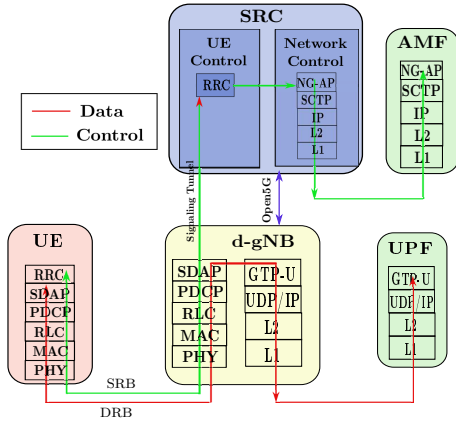 SRC
UE
Control
RRC
Network
Control
NG-AP
SCTP
IP
L2
L1
AMF
NG-AP
SCTP
IP
L2
L1
Data
Control
Signaling Tunnel
Open5G
UE
RRC
SDAP
PDCP
RLC
MAC
PHY
d-gNB
SDAP
PDCP
RLC
MAC
PHY
GTP-U
UDP/IP
L2
L1
UPF
GTP-U
UDP/IP
L2
L1
SRB
DRB